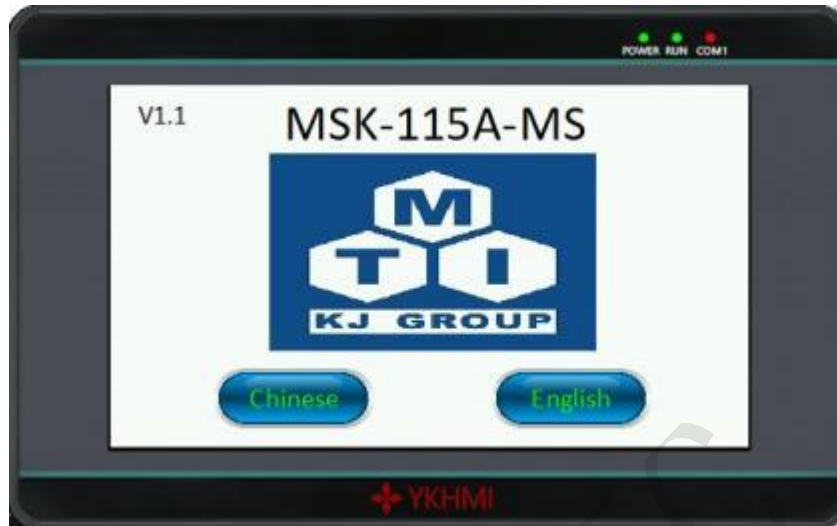 POWER RUN COM1
V1.1
MSK-115A-MS
M
T I
KJ GROUP
Chinese English
YKHMI